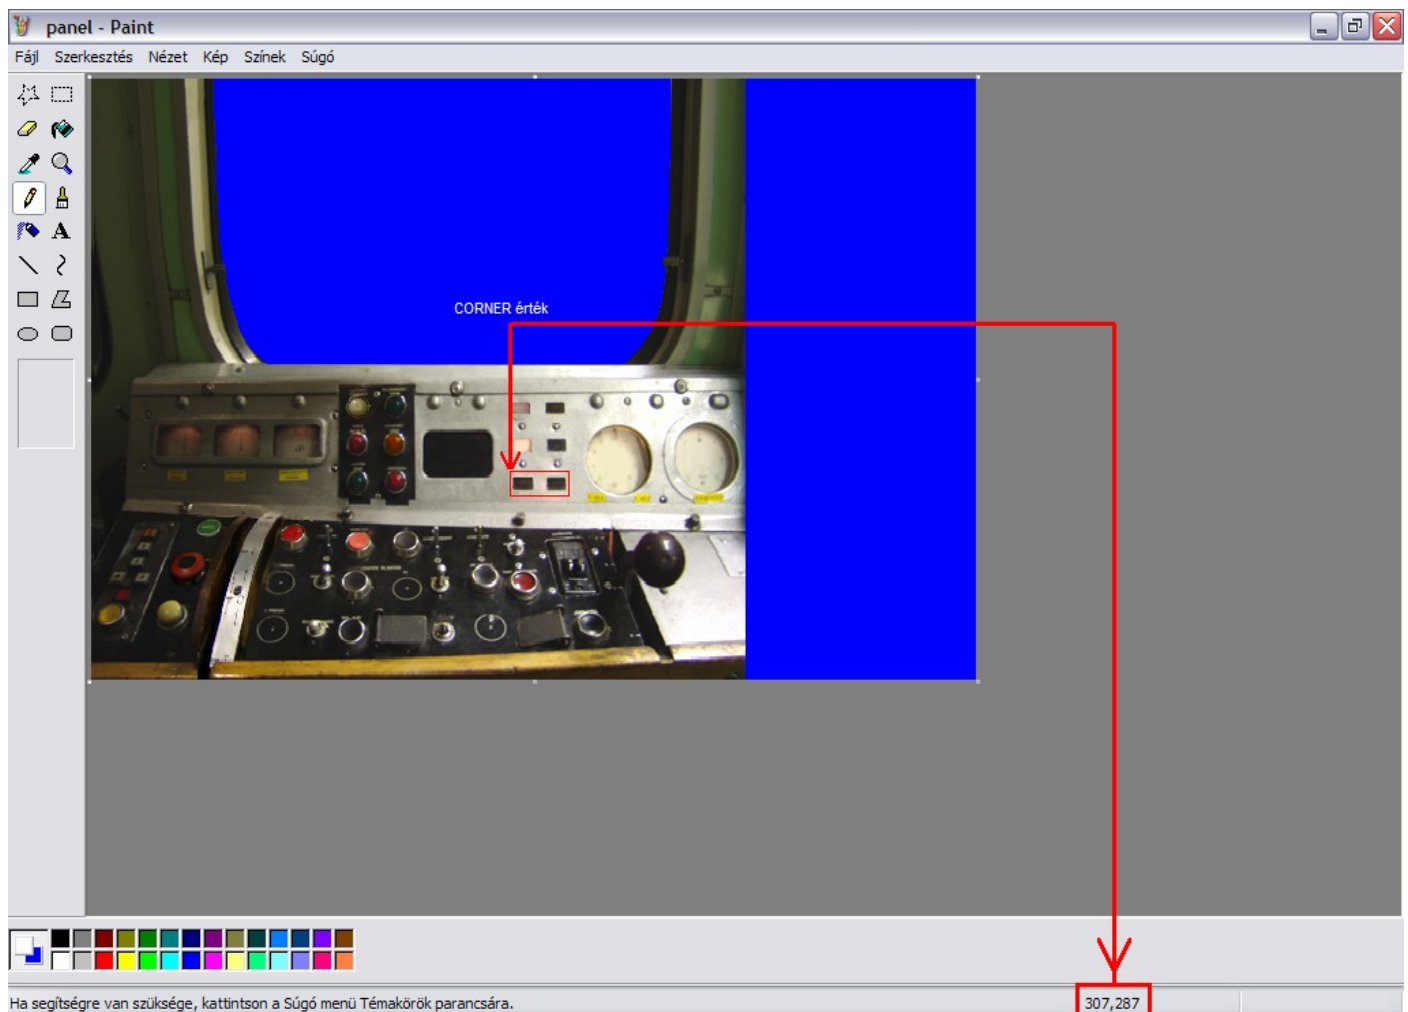 panel - Paint
Fájl Szerkesztés Nézet Kép Színek Súgó
A
CORNER érték
Ha segítségre van szüksége, kattintson a Súgó menü Témakörök parancsára.
307,287